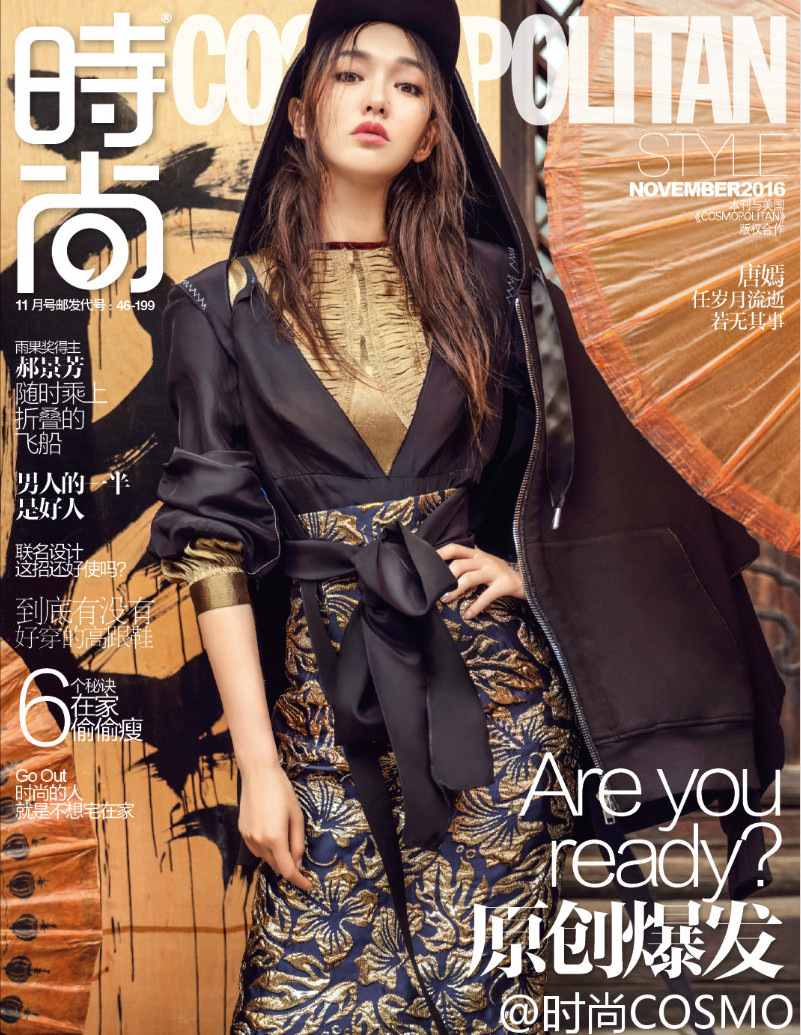 時尚®
COSMOPOLITAN
STYLE
NOVEMBER2016
本刊与美国
《COSMOPOLITAN》
版权合作
11月号邮发代号：46-199
唐嫣
任岁月流逝
若无其事
雨果奖得主
郝景芳
随时乘上
折叠的
飞船
男人的一半
是好人
联名设计
这招还好使吗?
到底有没有
好穿的高跟鞋
6个秘诀
在家
偷偷瘦
Go Out
时尚的人
就是不想宅在家
Are you
ready?
原创爆发
@时尚COSMO